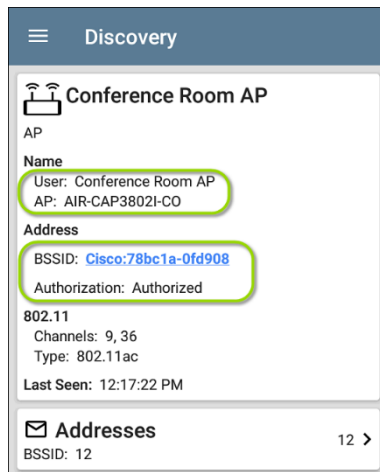 Discovery
Conference Room AP
AP
Name
User: Conference Room AP
AP: AIR-CAP3802I-CO
Address
BSSID: Cisco:78bc1a-0fd908
Authorization: Authorized
802.11
Channels: 9, 36
Type: 802.11ac
Last Seen: 12:17:22 PM
Addresses
12
BSSID: 12